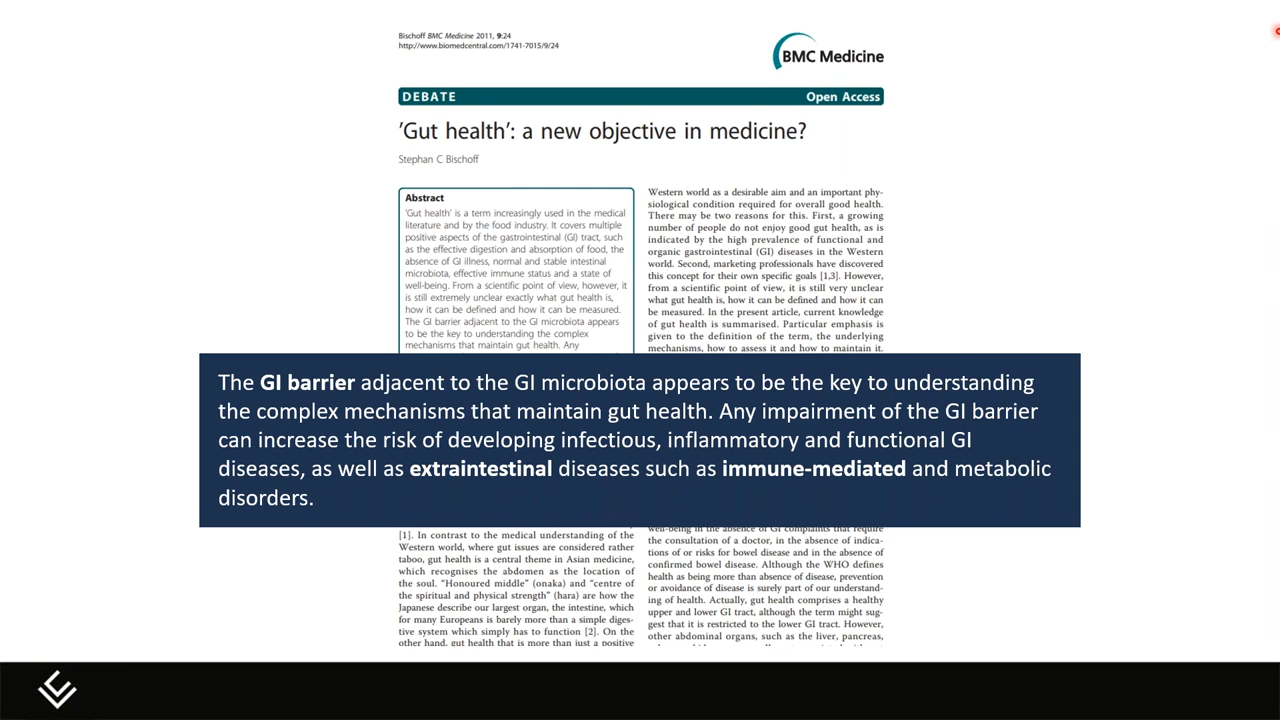 Bischoff BMC Medicine 2011, 9:24
http://www.biomedcentral.com/1741-7015/9/24
BMC Medicine
DEBATE
Open Access
'Gut health': a new objective in medicine?
Stephan C Bischoff
Abstract
'Gut health' is a term increasingly used in the medical
literature and by the food industry. It covers multiple
positive aspects of the gastrointestinal (GI) tract, such
as the effective digestion and absorption of food, the
absence of GI illness, normal and stable intestinal
microbiota, effective immune status and a state of
well-being. From a scientific point of view, however, it
is still extremely unclear exactly what gut health is,
how it can be defined and how it can be measured.
The GI barrier adjacent to the GI microbiota appears
to be the key to understanding the complex
mechanisms that maintain gut health. Any
Western world as a desirable aim and an important phy-
siological condition required for overall good health.
There may be two reasons for this. First, a growing
number of people do not enjoy good gut health, as is
indicated by the high prevalence of functional and
organic gastrointestinal (GI) diseases in the Western
world. Second, marketing professionals have discovered
this concept for their own specific goals [1,3]. However,
from a scientific point of view, it is still very unclear
what gut health is, how it can be defined and how it can
be measured. In the present article, current knowledge
of gut health is summarised. Particular emphasis is
given to the definition of the term, the underlying
mechanisms, how to assess it and how to maintain it.
The GI barrier adjacent to the GI microbiota appears to be the key to understanding
the complex mechanisms that maintain gut health. Any impairment of the GI barrier
can increase the risk of developing infectious, inflammatory and functional GI
diseases, as well as extraintestinal diseases such as immune-mediated and metabolic
disorders.
[1]. In contrast to the medical understanding of the
Western world, where gut issues are considered rather
taboo, gut health is a central theme in Asian medicine,
which recognises the abdomen as the location of
the soul. "Honoured middle" (onaka) and "centre of
the spiritual and physical strength" (hara) are how the
Japanese describe our largest organ, the intestine, which
for many Europeans is barely more than a simple diges-
tive system which simply has to function [2]. On the
other hand, gut health that is more than just a positive
well-being in the absence of GI complaints that require
the consultation of a doctor, in the absence of indica-
tions of or risks for bowel disease and in the absence of
confirmed bowel disease. Although the WHO defines
health as being more than absence of disease, prevention
or avoidance of disease is surely part of our understand-
ing of health. Actually, gut health comprises a healthy
upper and lower GI tract, although the term might sug-
gest that it is restricted to the lower GI tract. However,
other abdominal organs, such as the liver, pancreas,